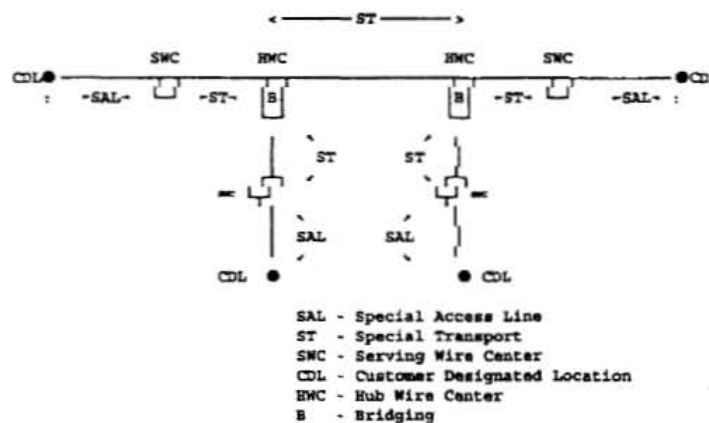 ST
SWC HWC HWC SWC
CDL CD
SAL ST B B ST SAL
ST ST
SAL SAL
CDL CDL
SAL - Special Access Line
ST - Special Transport
SWC - Serving Wire Center
CDL - Customer Designated Location
HWC - Hub Wire Center
B - Bridging